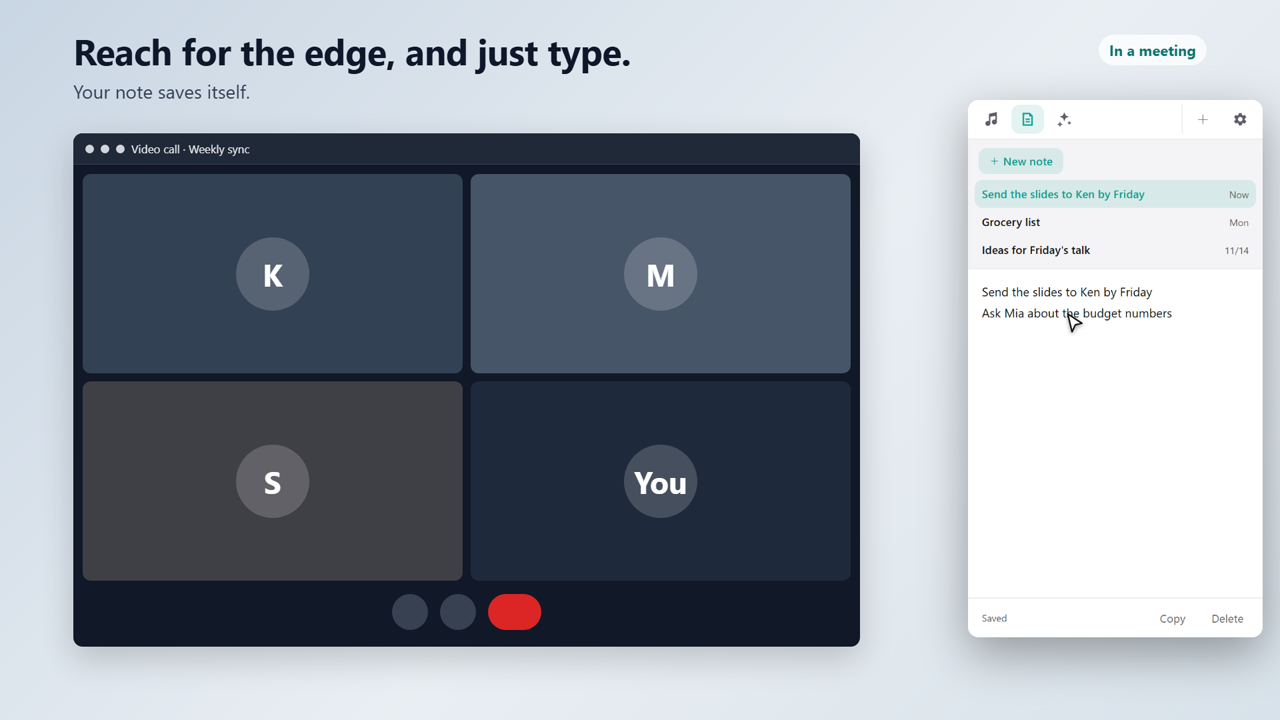 Reach for the edge, and just type.
Your note saves itself.
In a meeting
Video call · Weekly sync
K
M
S
You
+ New note
Send the slides to Ken by Friday Now
Grocery list Mon
Ideas for Friday's talk 11/14
Send the slides to Ken by Friday
Ask Mia about the budget numbers
Saved Copy Delete